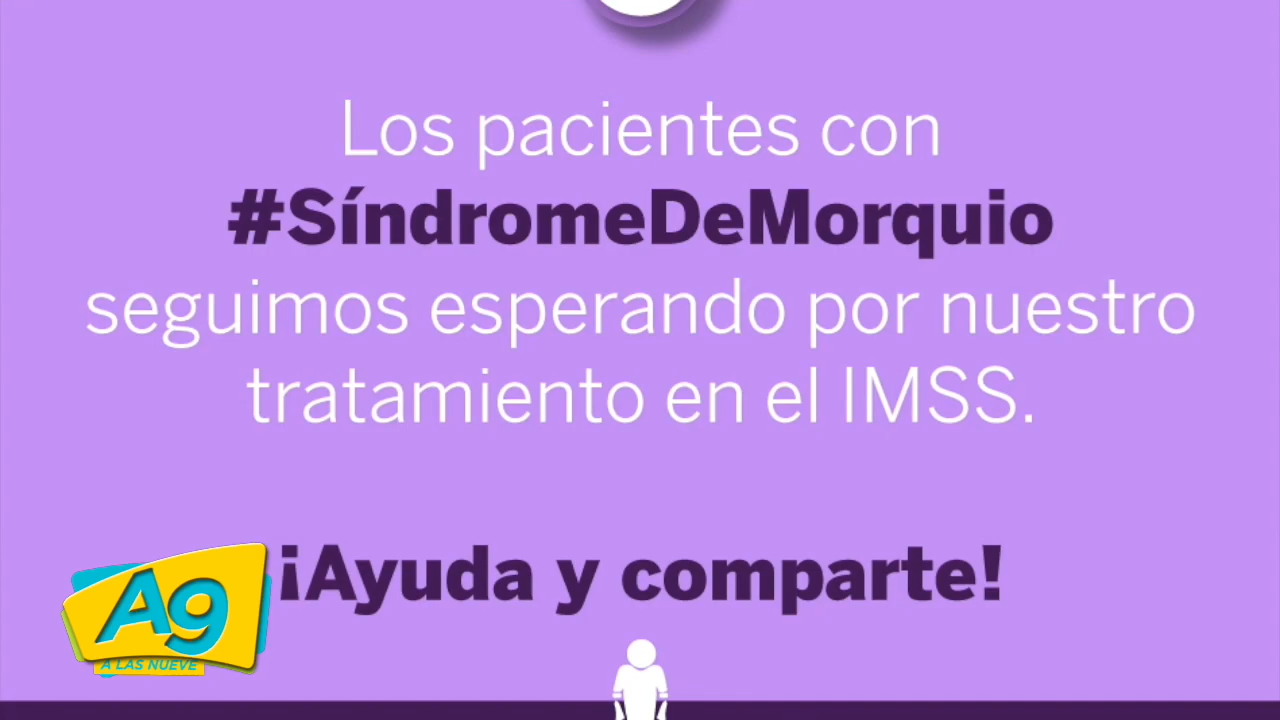 Los pacientes con
#SíndromeDeMorquio
seguimos esperando por nuestro
tratamiento en el IMSS.
¡Ayuda y comparte!
A9
A LAS NUEVE